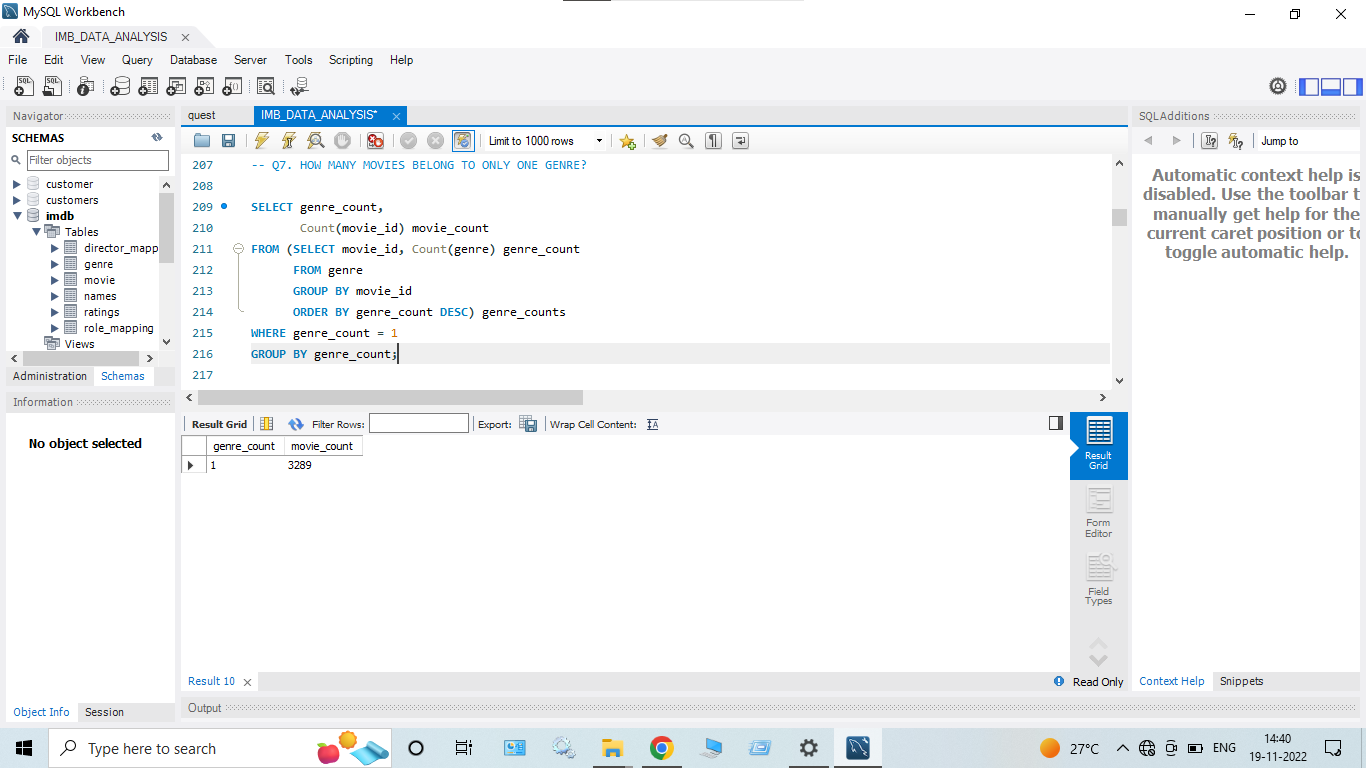 MySQL Workbench
IMB_DATA_ANALYSIS
File Edit View Query Database Server Tools Scripting Help
Navigator
SCHEMAS
Filter objects
customer
customers
imdb
Tables
director_mapp
genre
movie
names
ratings
role_mapping
Views
Administration Schemas
Information
No object selected
Object Info Session
quest IMB_DATA_ANALYSIS*
Limit to 1000 rows
207 -- Q7. HOW MANY MOVIES BELONG TO ONLY ONE GENRE?
208
209 SELECT genre_count,
210 Count(movie_id) movie_count
211 FROM (SELECT movie_id, Count(genre) genre_count
212 FROM genre
213 GROUP BY movie_id
214 ORDER BY genre_count DESC) genre_counts
215 WHERE genre_count = 1
216 GROUP BY genre_count;
217
Result Grid Filter Rows: Export: Wrap Cell Content:
genre_count movie_count
1 3289
Result
Grid
Form
Editor
Field
Types
Result 10
Read Only
Output
SQLAdditions
Jump to
Automatic context help is
disabled. Use the toolbar t
manually get help for the
current caret position or to
toggle automatic help.
Context Help Snippets
Type here to search
27°C
ENG
14:40
19-11-2022